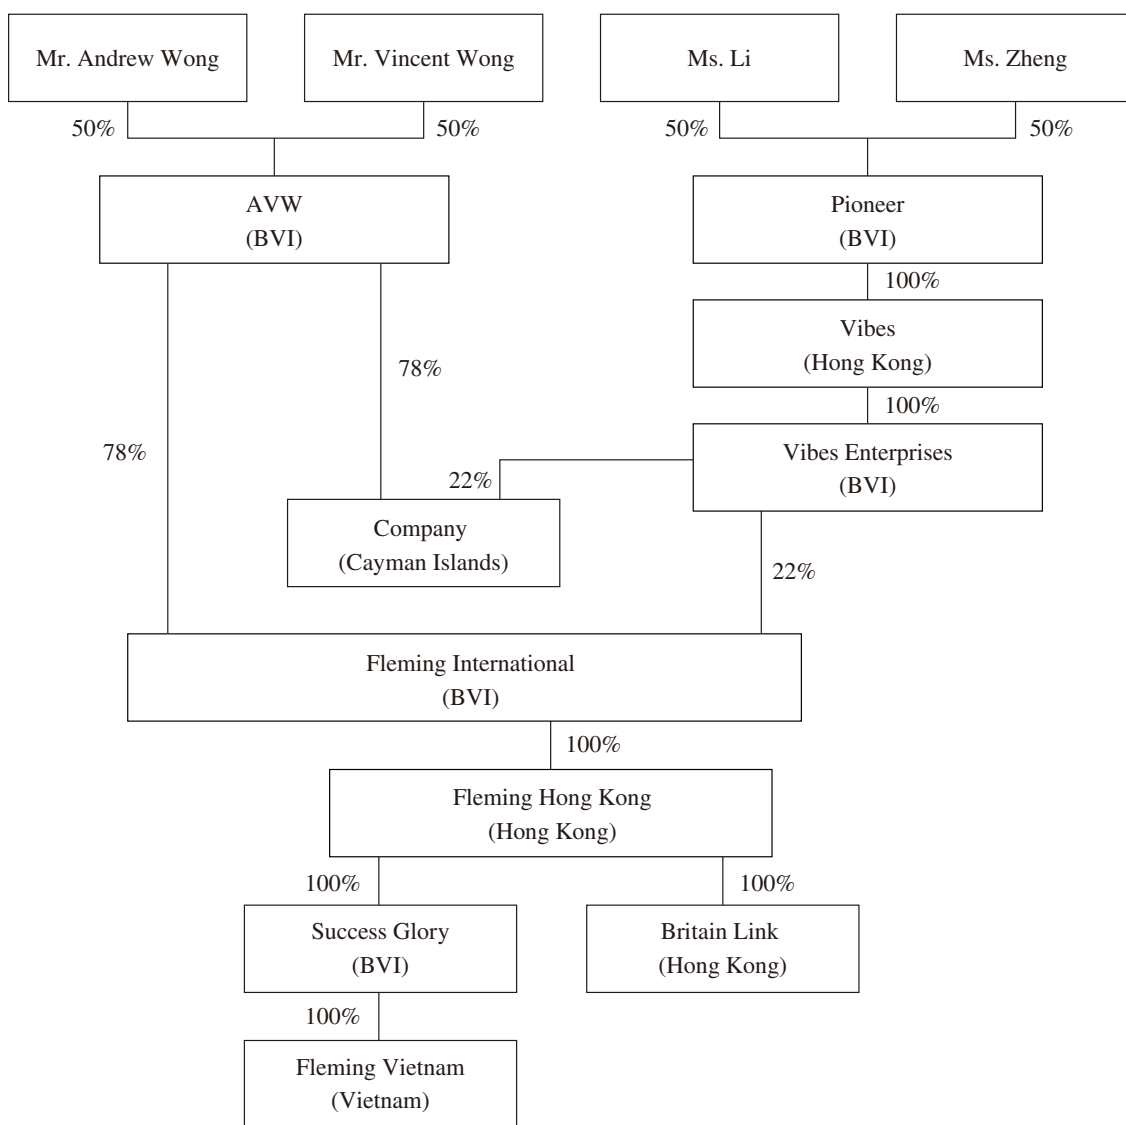 Mr. Andrew Wong
Mr. Vincent Wong
Ms. Li
Ms. Zheng
50%
50%
50%
50%
AVW
(BVI)
Pioneer
(BVI)
100%
Vibes
(Hong Kong)
78%
100%
78%
Vibes Enterprises
(BVI)
22%
Company
(Cayman Islands)
22%
Fleming International
(BVI)
100%
Fleming Hong Kong
(Hong Kong)
100%
100%
Success Glory
(BVI)
Britain Link
(Hong Kong)
100%
Fleming Vietnam
(Vietnam)